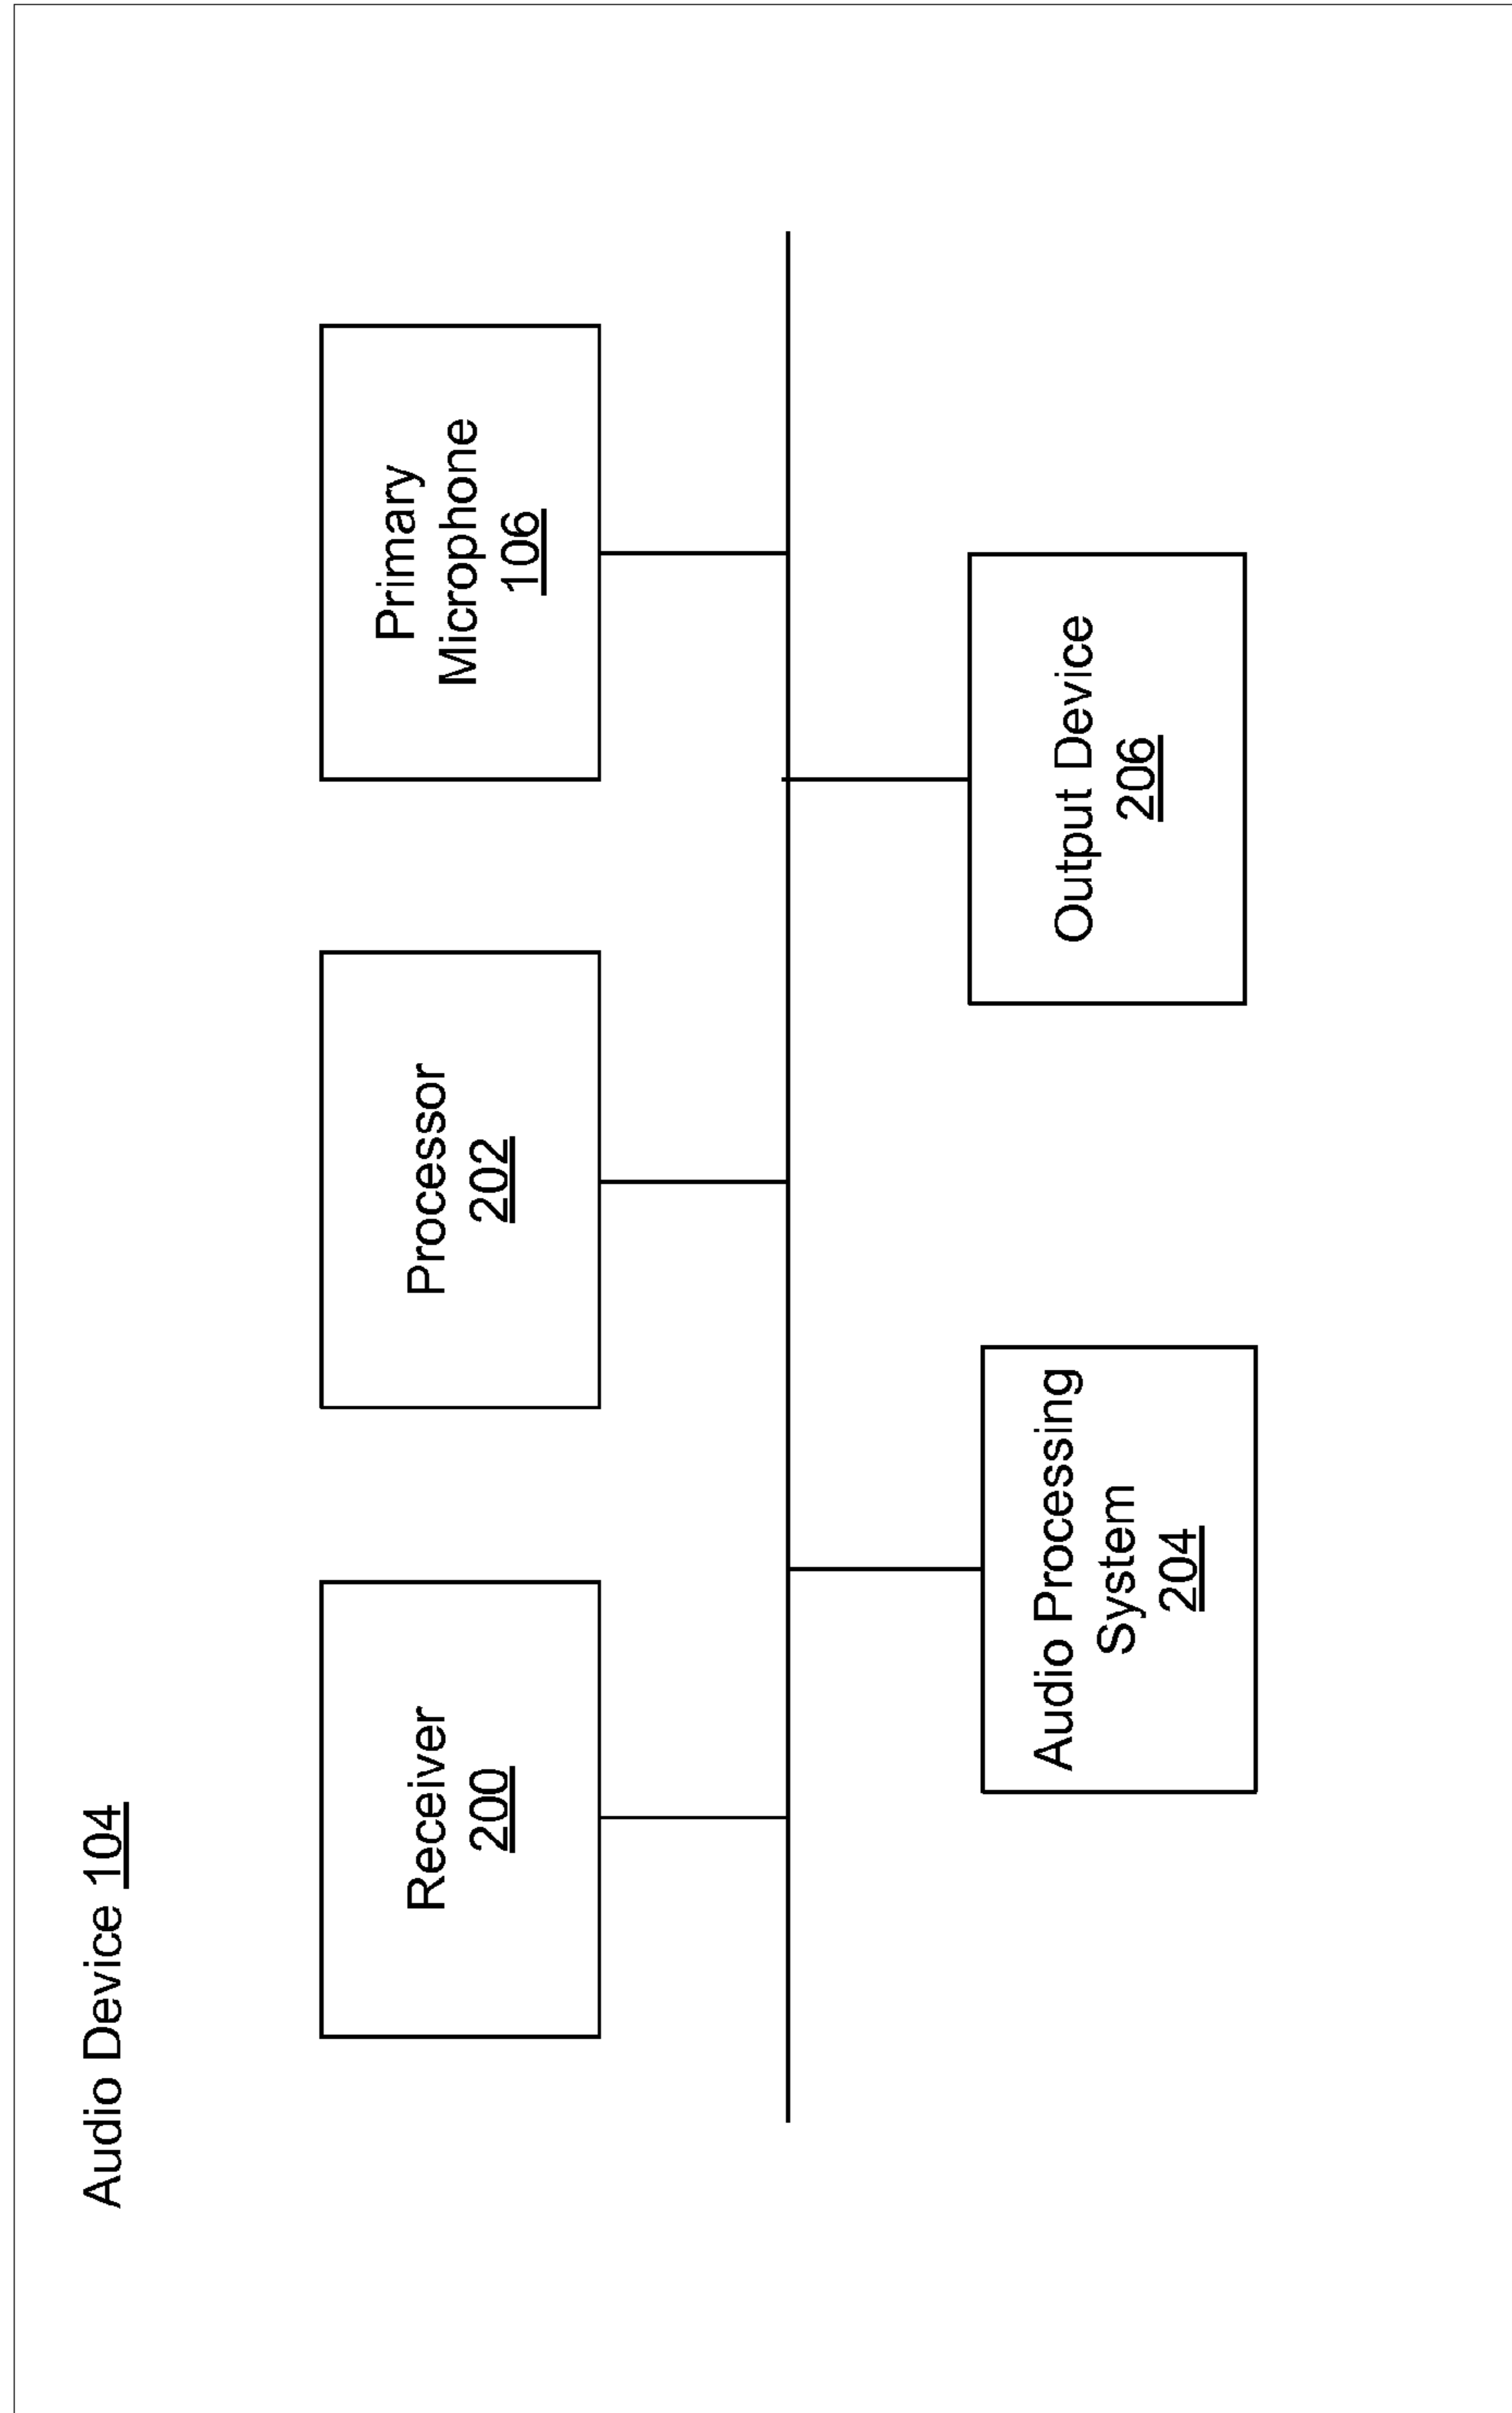 Audio Device 104
Receiver
200
Processor
202
Primary
Microphone
106
Audio Processing
System
204
Output Device
206